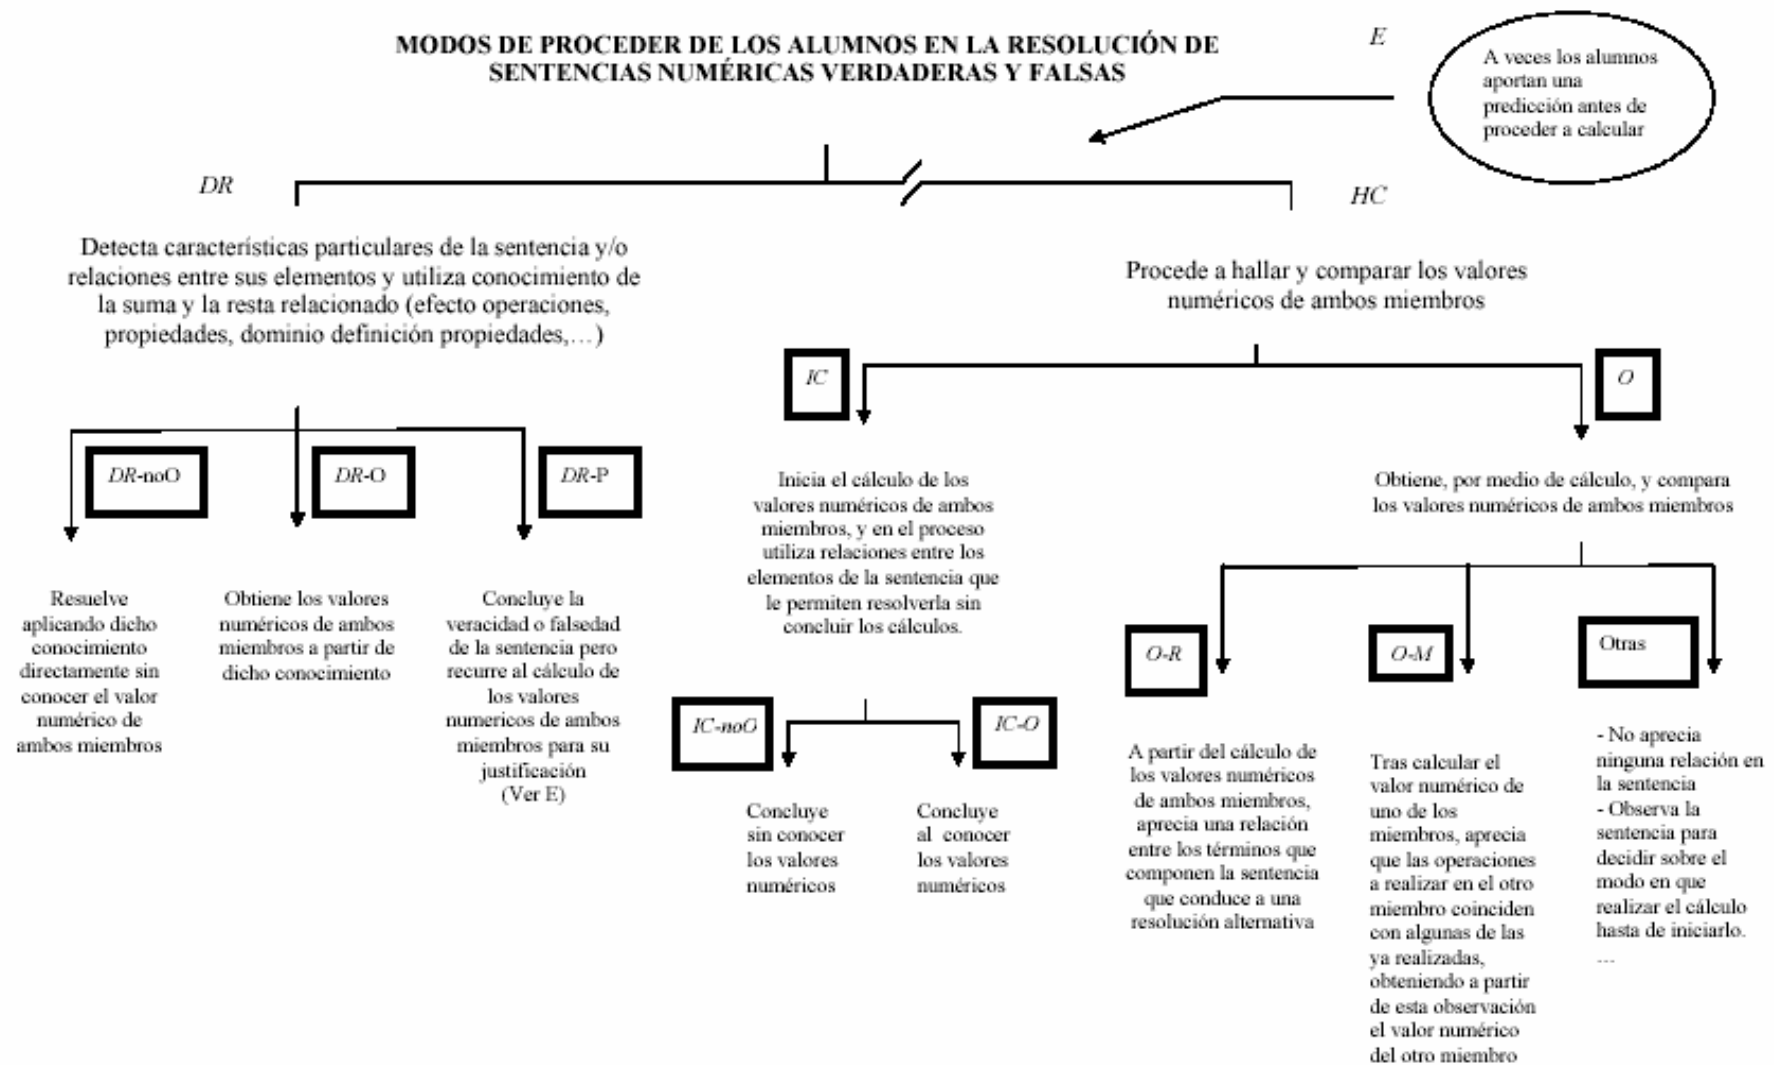 MODOS DE PROCEDER DE LOS ALUMNOS EN LA RESOLUCIÓN DE
SENTENCIAS NUMÉRICAS VERDADERAS Y FALSAS
E
A veces los alumnos
aportan una
predicción antes de
proceder a calcular
DR
HC
Detecta características particulares de la sentencia y/o
relaciones entre sus elementos y utiliza conocimiento de
la suma y la resta relacionado (efecto operaciones,
propiedades, dominio definición propiedades,…)
Procede a hallar y comparar los valores
numéricos de ambos miembros
DR-noO
DR-O
DR-P
Resuelve
aplicando dicho
conocimiento
directamente sin
conocer el valor
numérico de
ambos miembros
Obtiene los valores
numéricos de ambos
miembros a partir de
dicho conocimiento
Concluye la
veracidad o falsedad
de la sentencia pero
recurre al cálculo de
los valores
numericos de ambos
miembros para su
justificación
(Ver E)
IC
O
Inicia el cálculo de los
valores numéricos de ambos
miembros, y en el proceso
utiliza relaciones entre los
elementos de la sentencia que
le permiten resolverla sin
concluir los cálculos.
Obtiene, por medio de cálculo, y compara
los valores numéricos de ambos miembros
IC-noO
IC-O
Concluye
sin conocer
los valores
numéricos
Concluye
al conocer
los valores
numéricos
O-R
O-M
Otras
A partir del cálculo de
los valores numéricos
de ambos miembros,
aprecia una relación
entre los términos que
componen la sentencia
que conduce a una
resolución alternativa
Tras calcular el
valor numérico de
uno de los
miembros, aprecia
que las operaciones
a realizar en el otro
miembro coinciden
con algunas de las
ya realizadas,
obteniendo a partir
de esta observación
el valor numérico
del otro miembro
- No aprecia
ninguna relación en
la sentencia
- Observa la
sentencia para
decidir sobre el
modo en que
realizar el cálculo
hasta de iniciarlo.
…